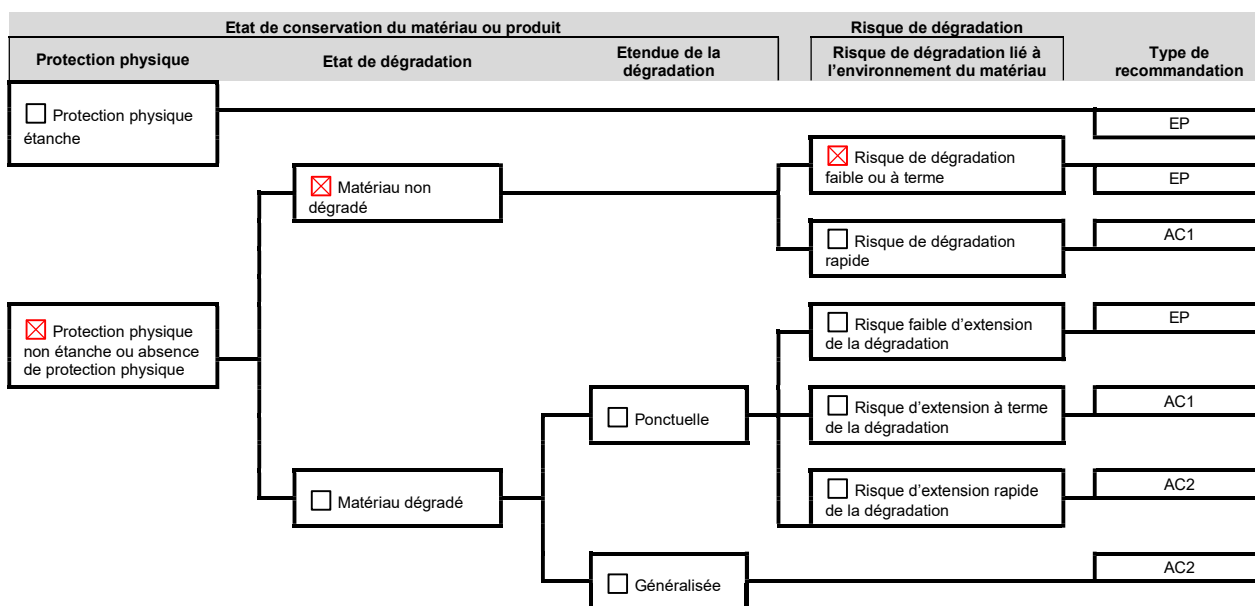 Etat de conservation du matériau ou produit
Risque de dégradation
Protection physique
Etat de dégradation
Etendue de la
dégradation
Risque de dégradation lié à
l'environnement du matériau
Type de
recommandation
Protection physique
étanche
EP
Matériau non
dégradé
Risque de dégradation
faible ou à terme
EP
Risque de dégradation
rapide
AC1
Protection physique
non étanche ou absence
de protection physique
Risque faible d'extension
de la dégradation
EP
Ponctuelle
Risque d'extension à terme
de la dégradation
AC1
Matériau dégradé
Risque d'extension rapide
de la dégradation
AC2
Généralisée
AC2